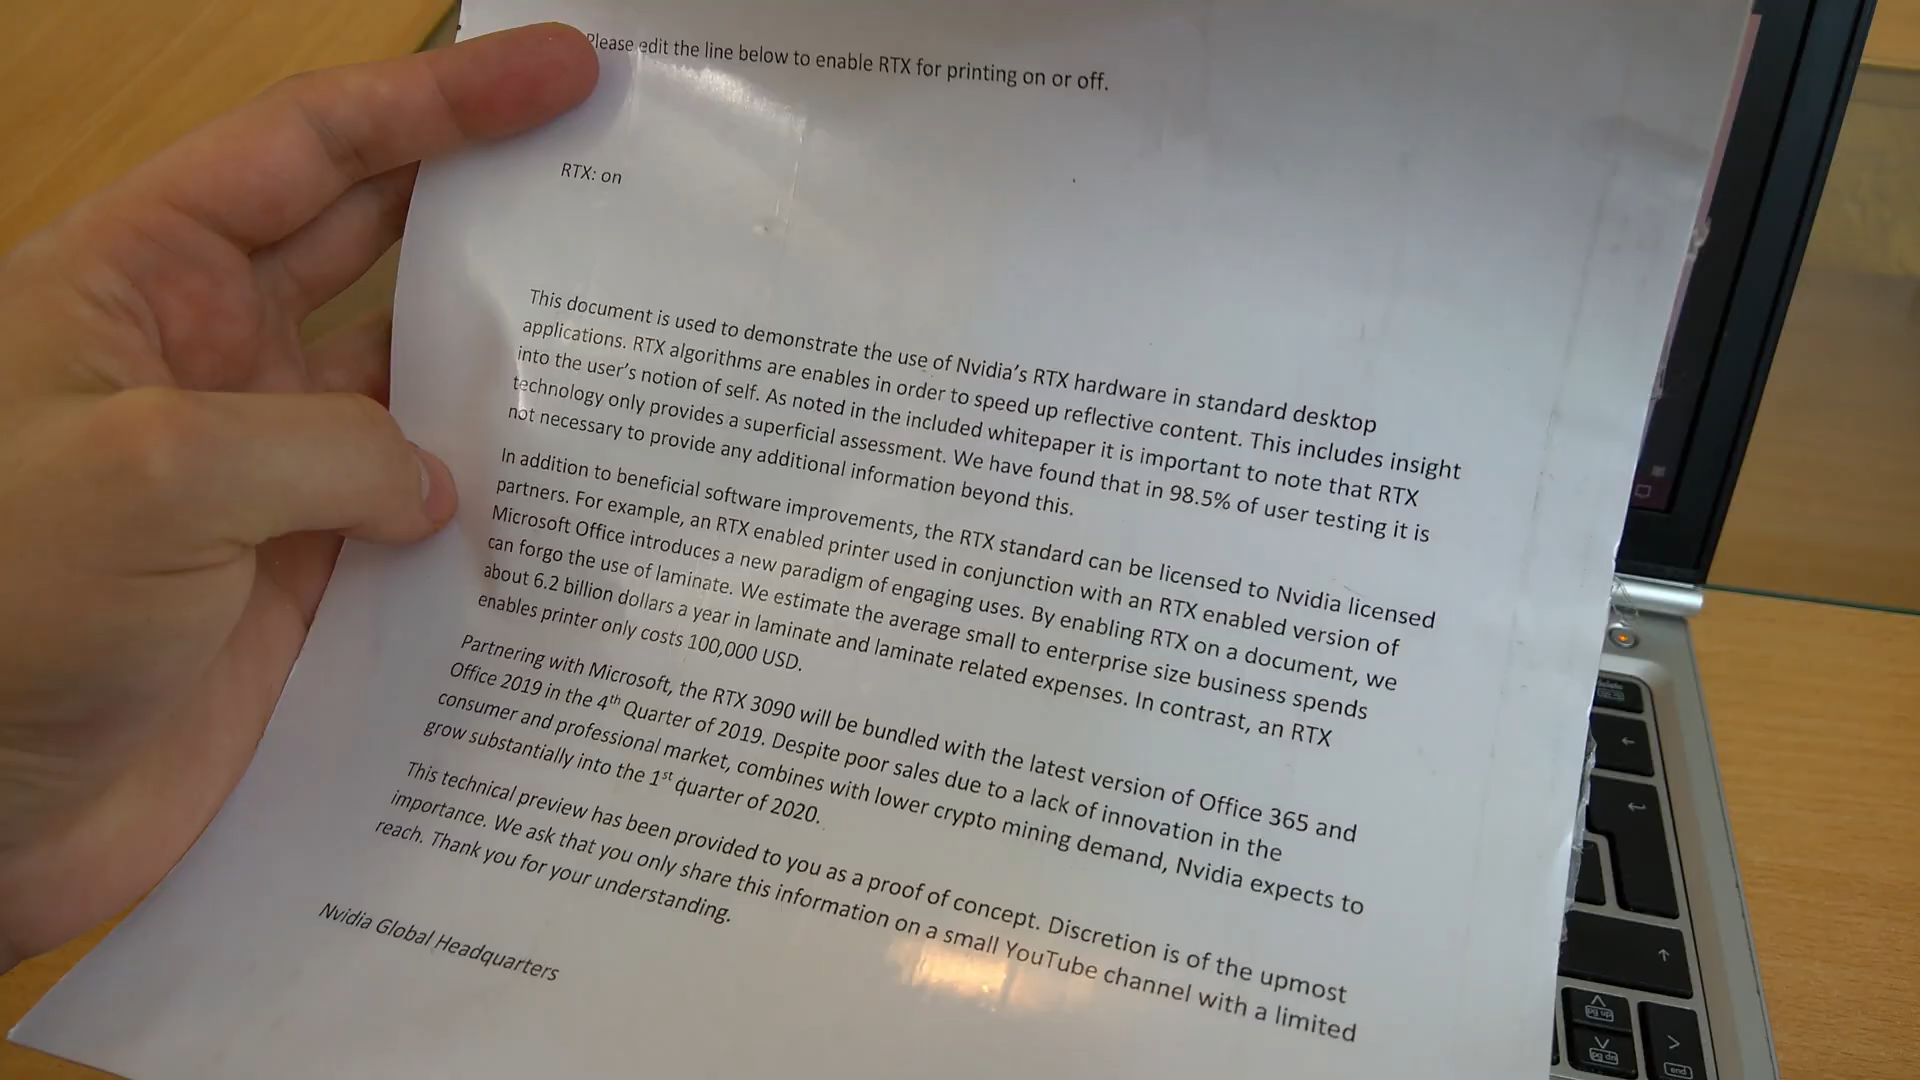 Please edit the line below to enable RTX for printing on or off.
RTX: on
This document is used to demonstrate the use of Nvidia's RTX hardware in standard desktop
applications. RTX algorithms are enables in order to speed up reflective content. This includes insight
into the user's notion of self. As noted in the included whitepaper it is important to note that RTX
technology only provides a superficial assessment. We have found that in 98.5% of user testing it is
not necessary to provide any additional information beyond this.
In addition to beneficial software improvements, the RTX standard can be licensed to Nvidia licensed
partners. For example, an RTX enabled printer used in conjunction with an RTX enabled version of
Microsoft Office introduces a new paradigm of engaging uses. By enabling RTX on a document, we
can forgo the use of laminate. We estimate the average small to enterprise size business spends
about 6.2 billion dollars a year in laminate and laminate related expenses. In contrast, an RTX
enables printer only costs 100,000 USD.
Partnering with Microsoft, the RTX 3090 will be bundled with the latest version of Office 365 and
Office 2019 in the 4th Quarter of 2019. Despite poor sales due to a lack of innovation in the
consumer and professional market, combines with lower crypto mining demand, Nvidia expects to
grow substantially into the 1st quarter of 2020.
This technical preview has been provided to you as a proof of concept. Discretion is of the upmost
importance. We ask that you only share this information on a small YouTube channel with a limited
reach. Thank you for your understanding.
Nvidia Global Headquarters
pg up
pg dn
end